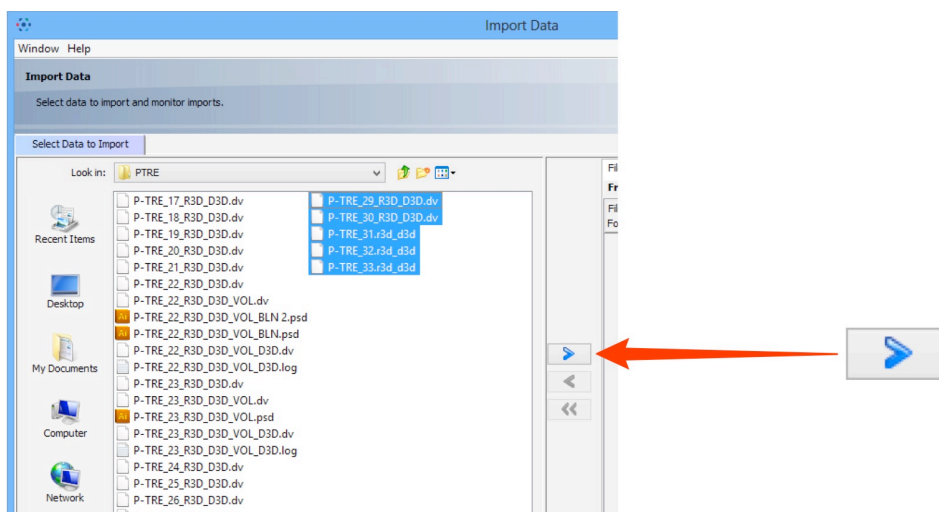 Import Data
Window Help
Import Data
Select data to import and monitor imports.
Select Data to Import
Look in: PTRE
Recent Items
Desktop
My Documents
Computer
Network
P-TRE_17_R3D_D3D.dv
P-TRE_18_R3D_D3D.dv
P-TRE_19_R3D_D3D.dv
P-TRE_20_R3D_D3D.dv
P-TRE_21_R3D_D3D.dv
P-TRE_22_R3D_D3D.dv
P-TRE_22_R3D_D3D_VOL.dv
P-TRE_22_R3D_D3D_VOL_BLN 2.psd
P-TRE_22_R3D_D3D_VOL_BLN.psd
P-TRE_22_R3D_D3D_VOL_D3D.dv
P-TRE_22_R3D_D3D_VOL_D3D.log
P-TRE_23_R3D_D3D.dv
P-TRE_23_R3D_D3D_VOL.dv
P-TRE_23_R3D_D3D_VOL.psd
P-TRE_23_R3D_D3D_VOL_D3D.dv
P-TRE_23_R3D_D3D_VOL_D3D.log
P-TRE_24_R3D_D3D.dv
P-TRE_25_R3D_D3D.dv
P-TRE_26_R3D_D3D.dv
P-TRE_29_R3D_D3D.dv
P-TRE_30_R3D_D3D.dv
P-TRE_31.r3d_d3d
P-TRE_32.r3d_d3d
P-TRE_33.r3d_d3d
Fil
Fr
Fil
Fo